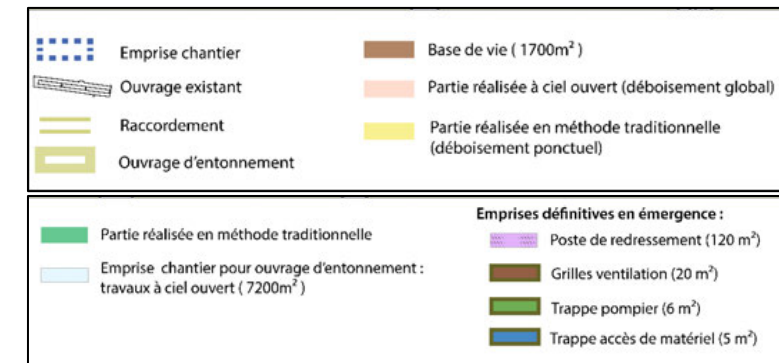 Emprise chantier
Ouvrage existant
Raccordement
Ouvrage d'entonnement
Base de vie ( 1700m² )
Partie réalisée à ciel ouvert (déboisement global)
Partie réalisée en méthode traditionnelle
(déboisement ponctuel)
Partie réalisée en méthode traditionnelle
Emprise chantier pour ouvrage d'entonnement :
travaux à ciel ouvert ( 7200m² )
Emprises définitives en émergence :
Poste de redressement (120 m²)
Grilles ventilation (20 m²)
Trappe pompier (6 m²)
Trappe accès de matériel (5 m²)